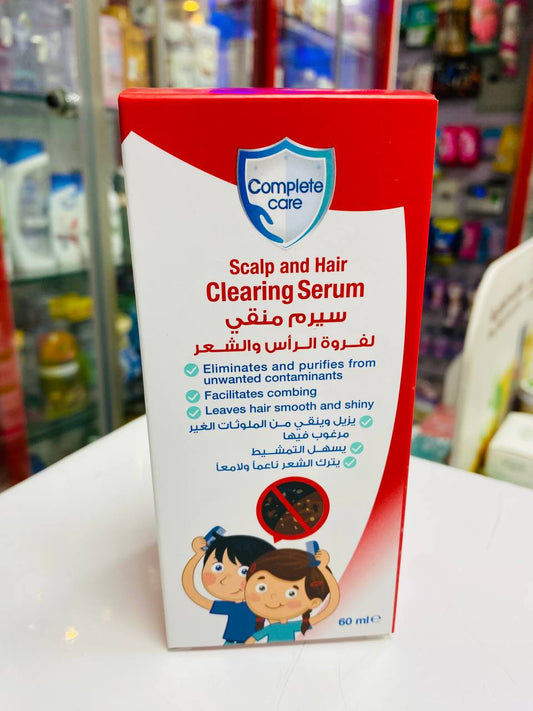 Complete
care
Scalp and Hair
Clearing Serum
سيرم منقي
لفروة الرأس والشعر
Eliminates and purifies from
unwanted contaminants
Facilitates combing
Leaves hair smooth and shiny
يزيل وينقي من الملوثات الغير
مرغوب فيها
يسهل التمشيط
يترك الشعر ناعماً ولامعاً
60 ml ℮